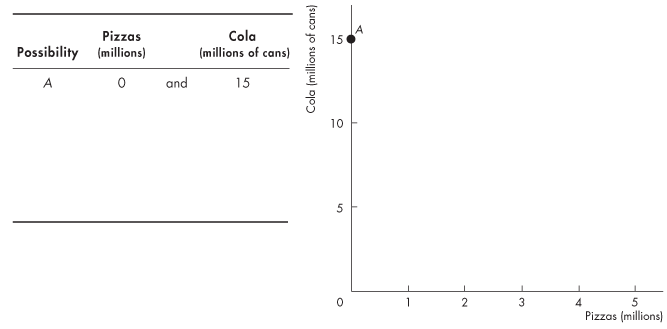 Pizzas Cola
Possibility (millions) (millions of cans)
A 0 and 15
Cola (millions of cans)
A
15
10
5
0 1 2 3 4 5
Pizzas (millions)